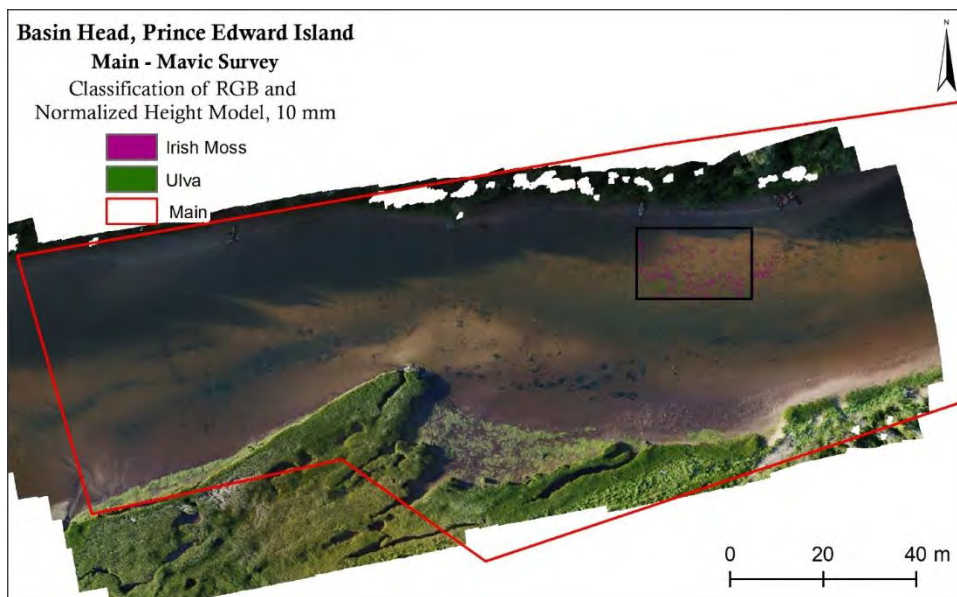 Basin Head, Prince Edward Island
Main - Mavic Survey
Classification of RGB and
Normalized Height Model, 10 mm
Irish Moss
Ulva
Main
N
0 20 40 m